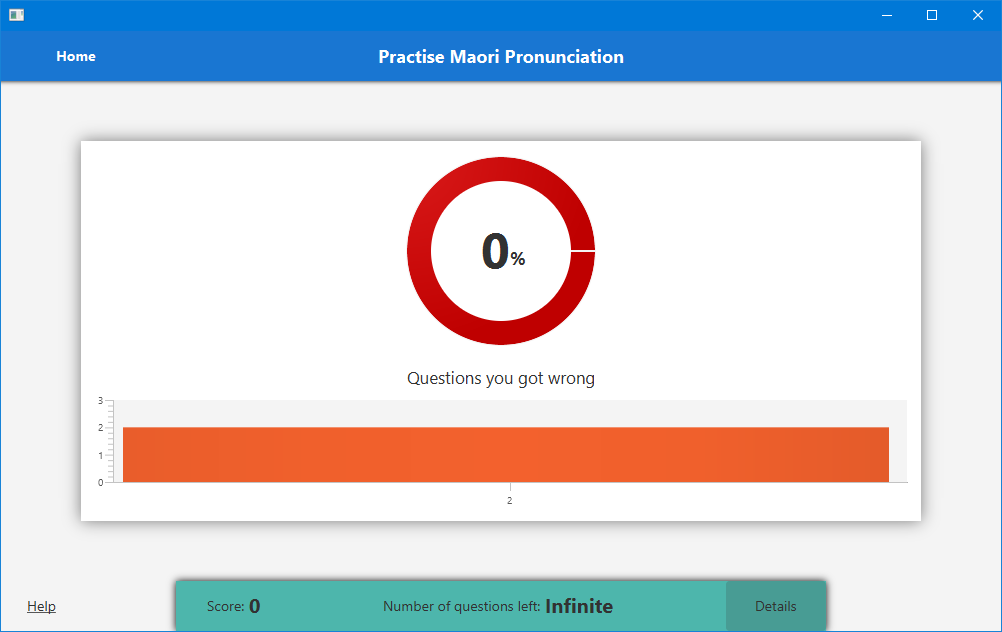 Home
Practise Maori Pronunciation
0%
Questions you got wrong
3
2
1
0
2
Help
Score: 0
Number of questions left: Infinite
Details